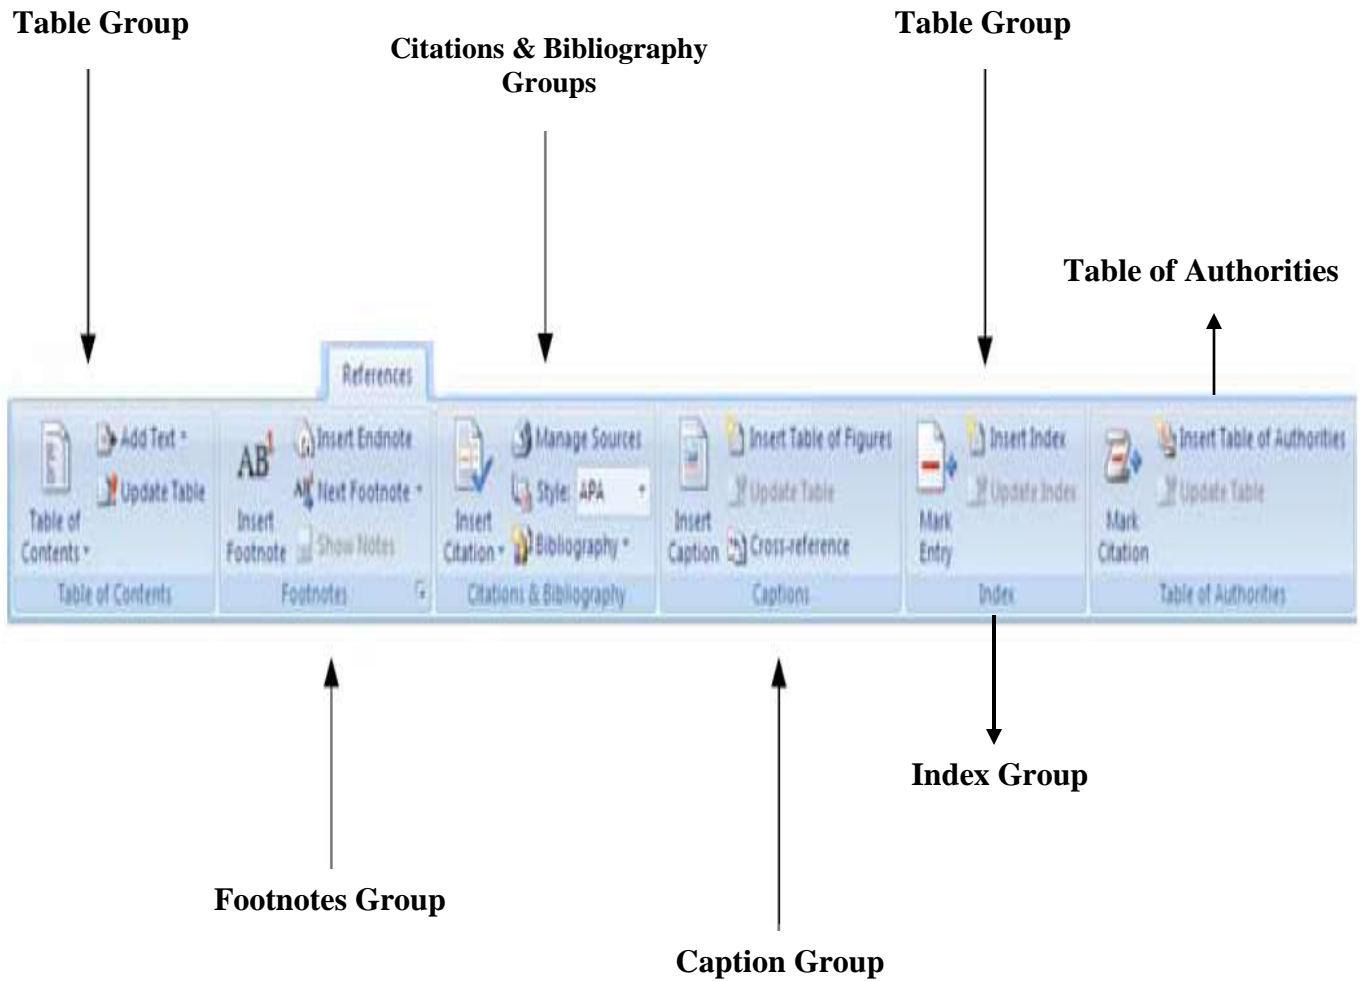 Table Group
Citations & Bibliography
Groups
Table Group
Table of Authorities
References
Table of
Contents
Add Text
Update Table
Table of Contents
AB1
Insert
Footnote
Insert Endnote
AB Next Footnote
Show Notes
Footnotes
Insert
Citation
Manage Sources
Style: APA
Bibliography
Citations & Bibliography
Insert
Caption
Insert Table of Figures
Update Table
Cross-reference
Captions
Mark
Entry
Insert Index
Update Index
Index
Mark
Citation
Insert Table of Authorities
Update Table
Table of Authorities
Index Group
Footnotes Group
Caption Group